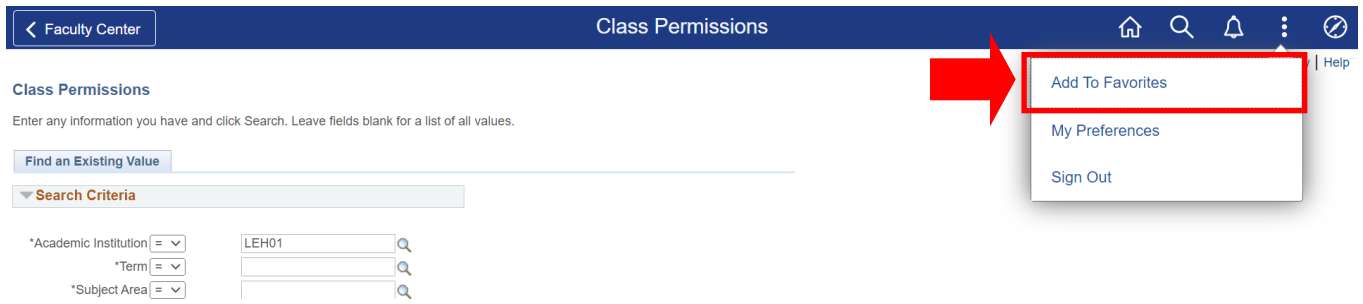 Faculty Center
Class Permissions
Help
Add To Favorites
My Preferences
Sign Out
Class Permissions
Enter any information you have and click Search. Leave fields blank for a list of all values.
Find an Existing Value
Search Criteria
*Academic Institution = LEH01
*Term =
*Subject Area =